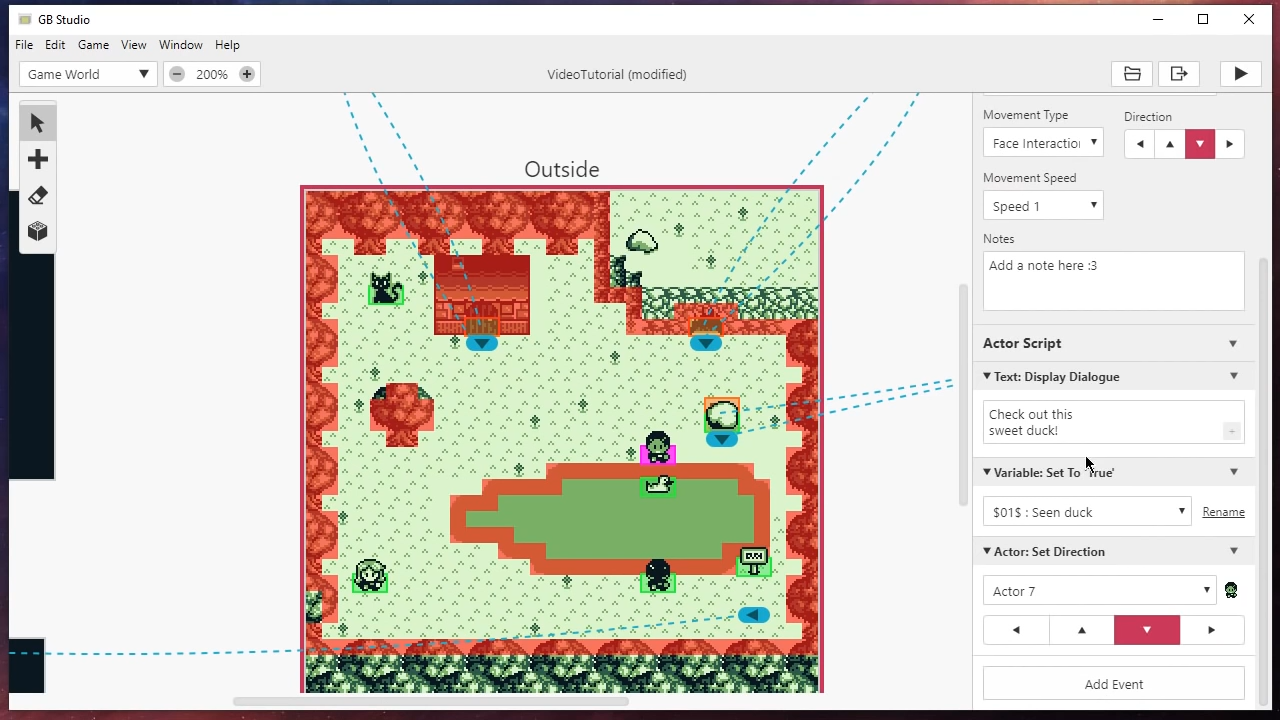 GB Studio
File Edit Game View Window Help
Game World
200%
VideoTutorial (modified)
Outside
Movement Type
Direction
Face Interaction
Movement Speed
Speed 1
Notes
Add a note here :3
Actor Script
Text: Display Dialogue
Check out this
sweet duck!
Variable: Set To 'True'
$01$ : Seen duck
Rename
Actor: Set Direction
Actor 7
Add Event